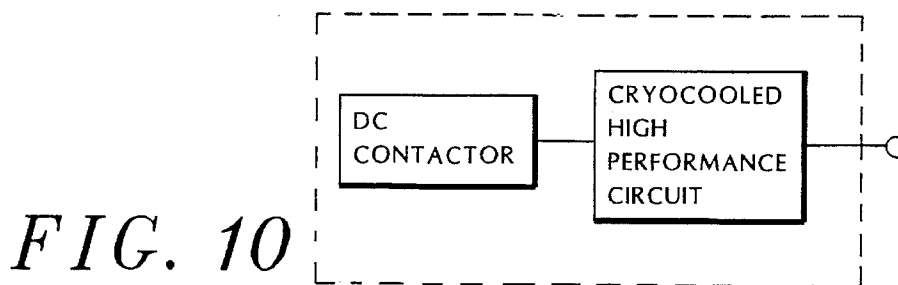 DC
CONTACTOR
CRYOCOOLED
HIGH
PERFORMANCE
CIRCUIT
FIG. 10